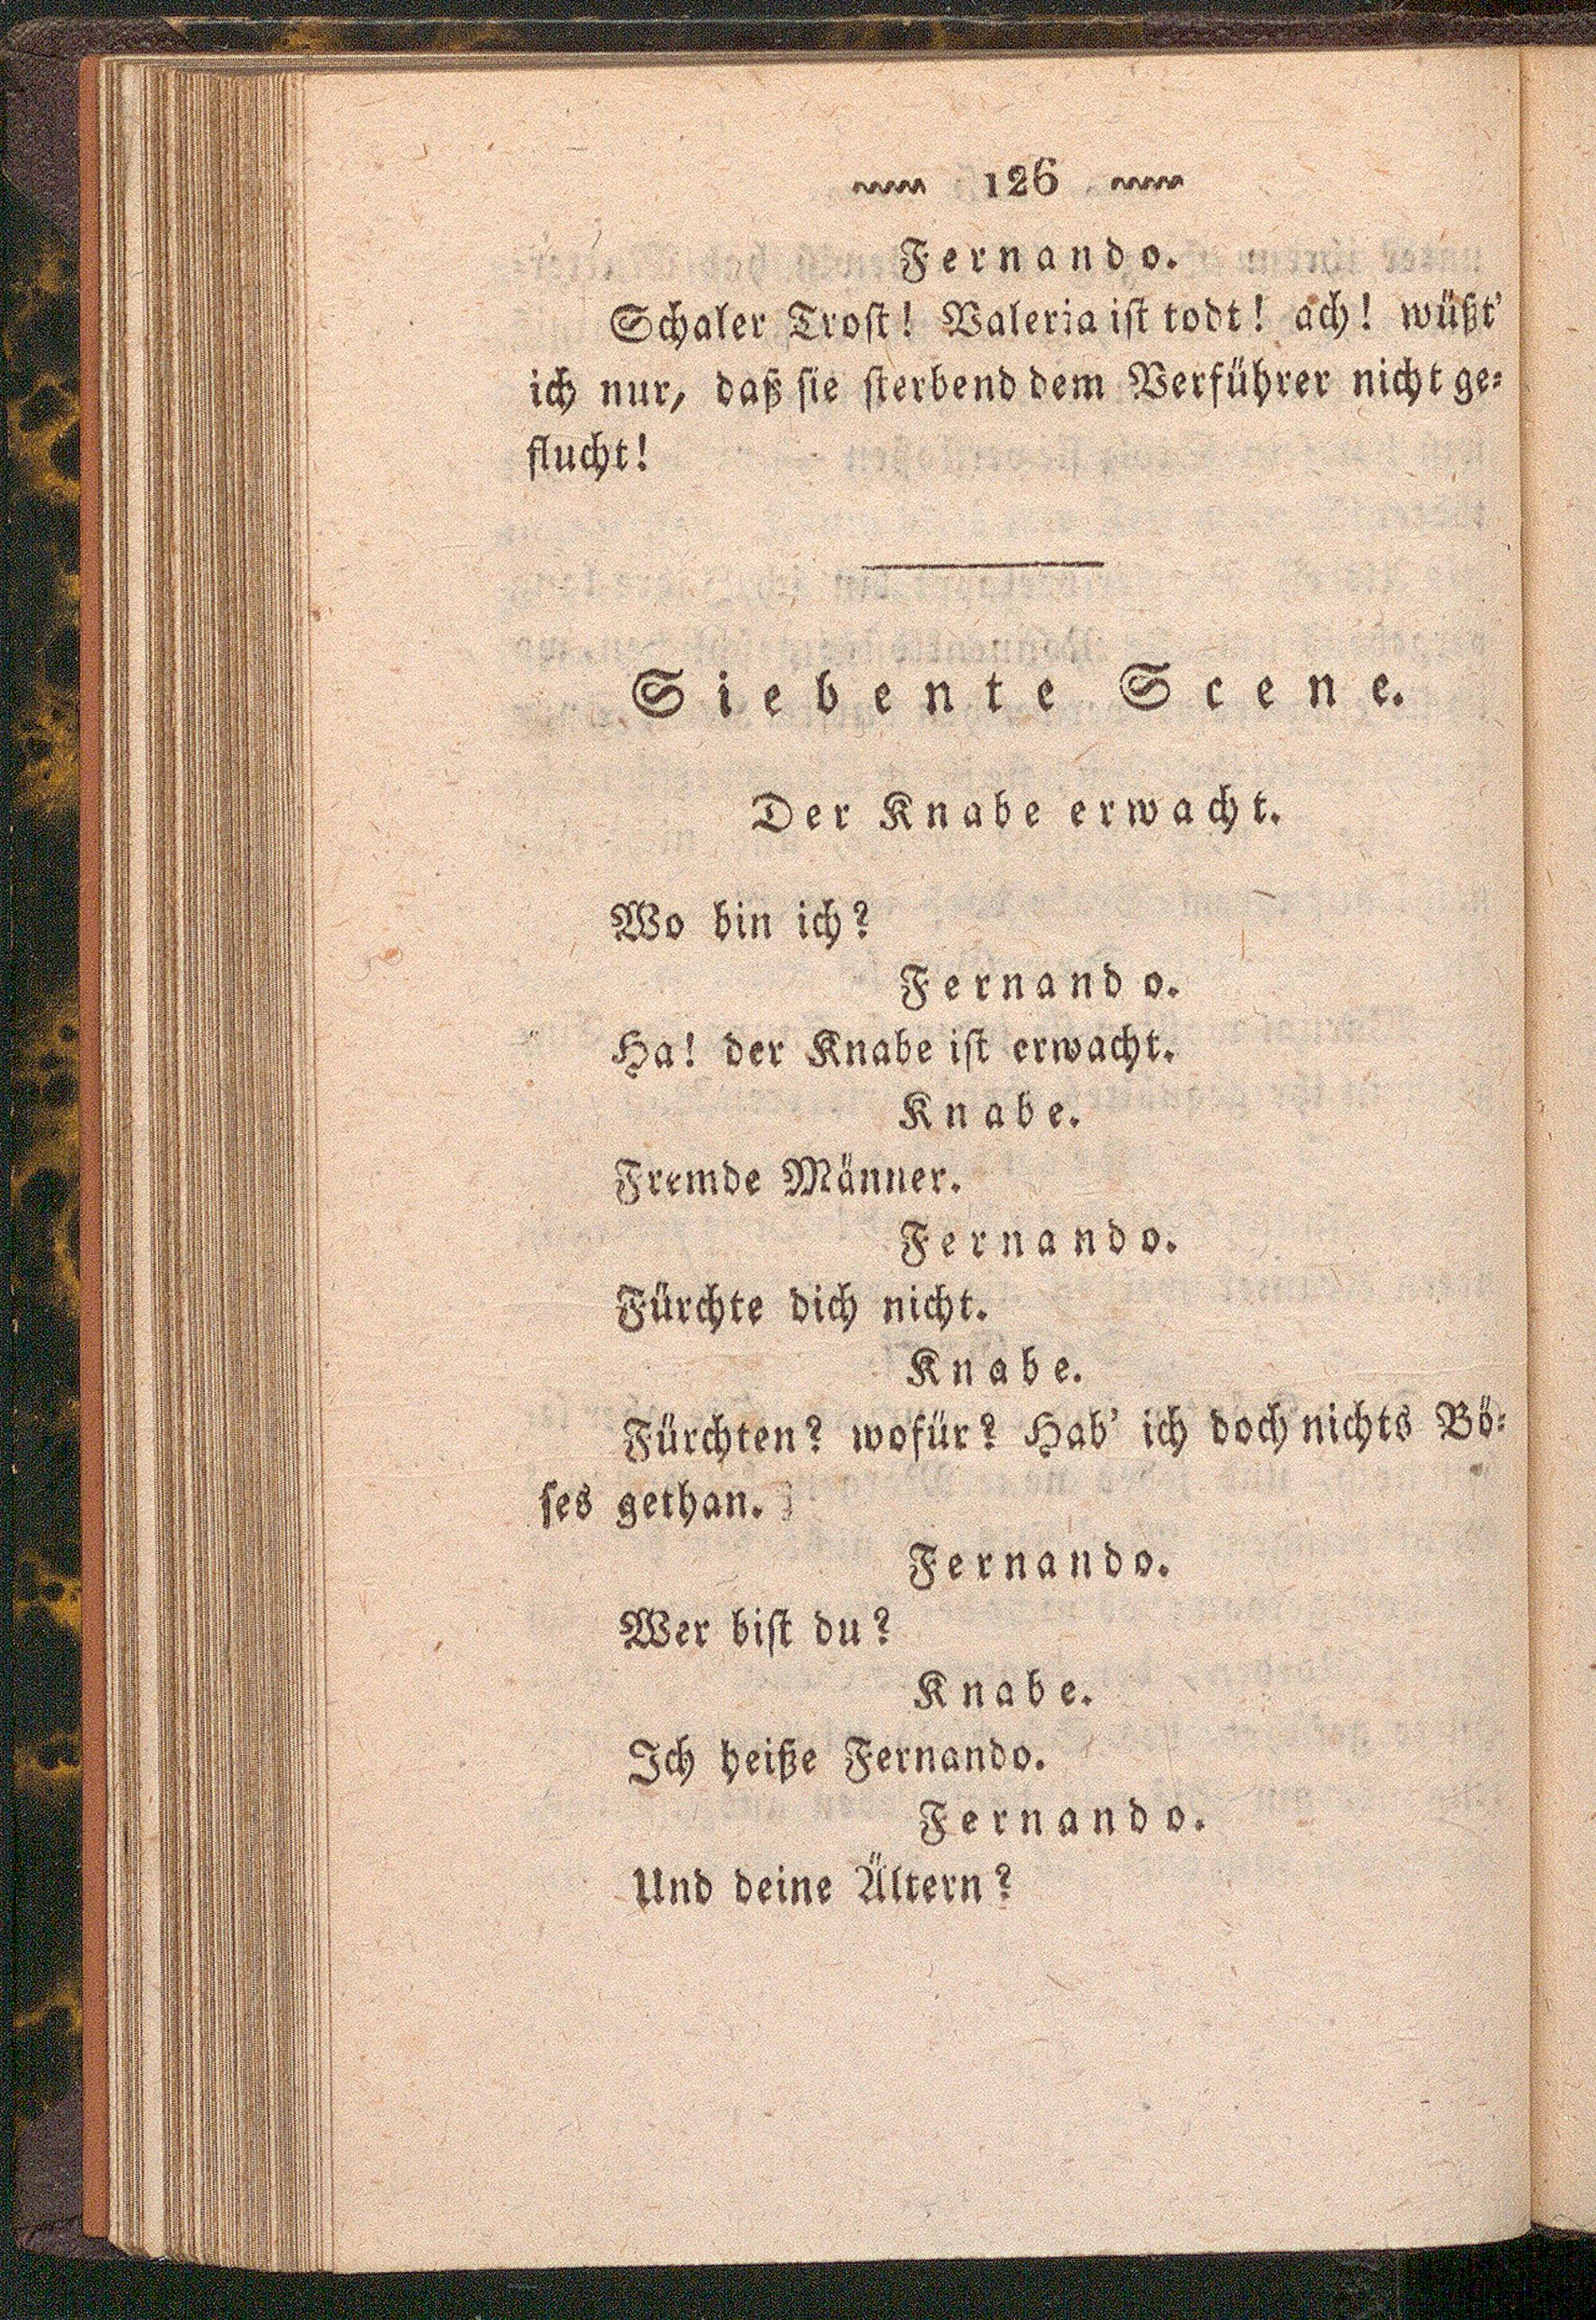 126
Fernando.
Schaler Trost! Valeria ist todt! ach! wüßt'
ich nur, daß sie sterbend dem Verführer nicht ge-
flucht!
Siebente Scene.
Der Knabe erwacht.
Wo bin ich?
Fernando.
Ha! der Knabe ist erwacht.
Knabe.
Fremde Männer.
Fernando.
Fürchte dich nicht.
Knabe.
Fürchten? wofür? Hab' ich doch nichts Bö-
ses gethan.
Fernando.
Wer bist du?
Knabe.
Ich heiße Fernando.
Fernando.
Und deine Ältern?